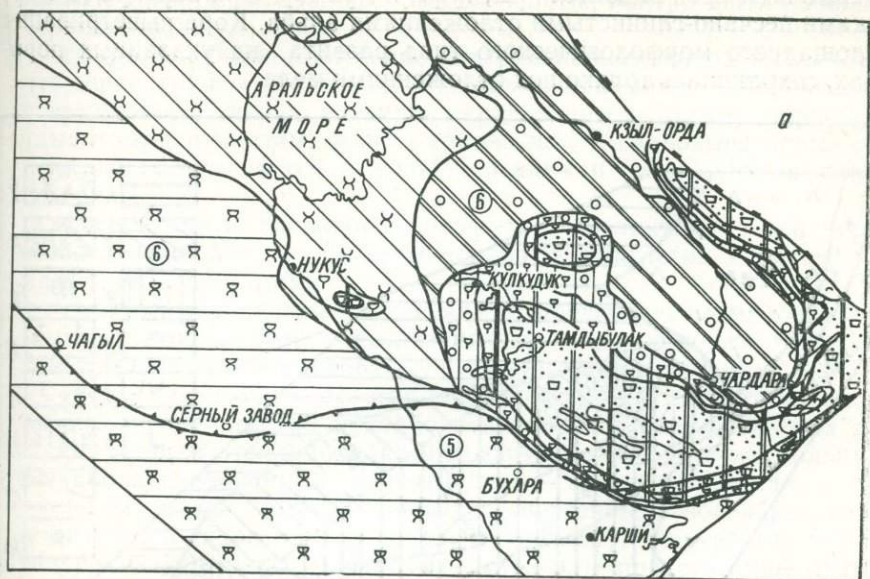 а
АРАЛЬСКОЕ
МОРЕ
КЗЫЛ-ОРДА
6
6
НУКУС
КУЛКУДУК
ЧАГЫЛ
ТАМДЫБУЛАК
ЧАРДАРА
СЕРНЫЙ ЗАВОД
5
БУХАРА
КАРШИ